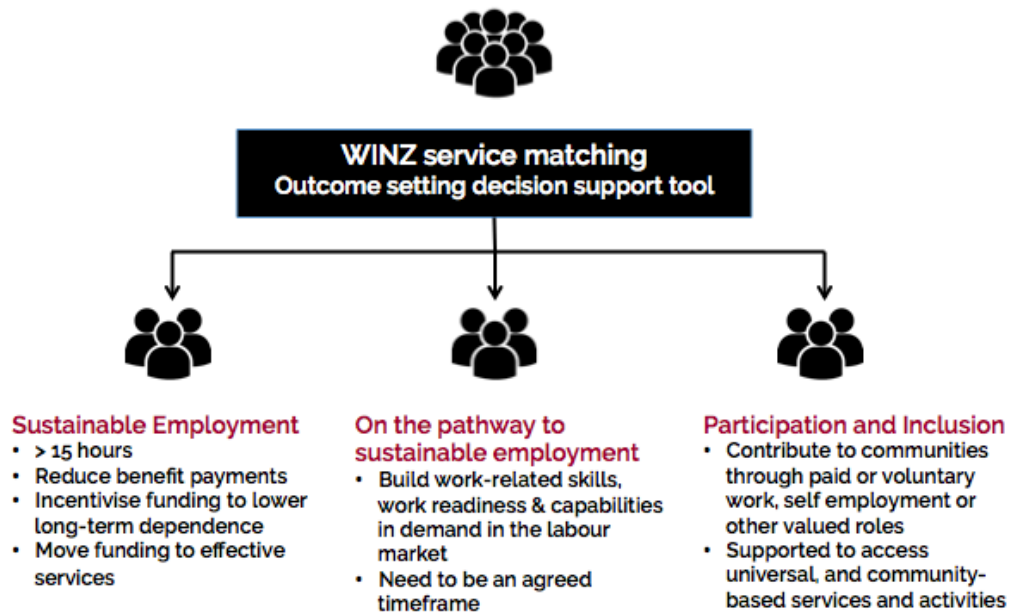 WINZ service matching
Outcome setting decision support tool
Sustainable Employment
• > 15 hours
• Reduce benefit payments
• Incentivise funding to lower
long-term dependence
• Move funding to effective
services
On the pathway to
sustainable employment
• Build work-related skills,
work readiness & capabilities
in demand in the labour
market
• Need to be an agreed
timeframe
Participation and Inclusion
• Contribute to communities
through paid or voluntary
work, self employment or
other valued roles
• Supported to access
universal, and community-
based services and activities